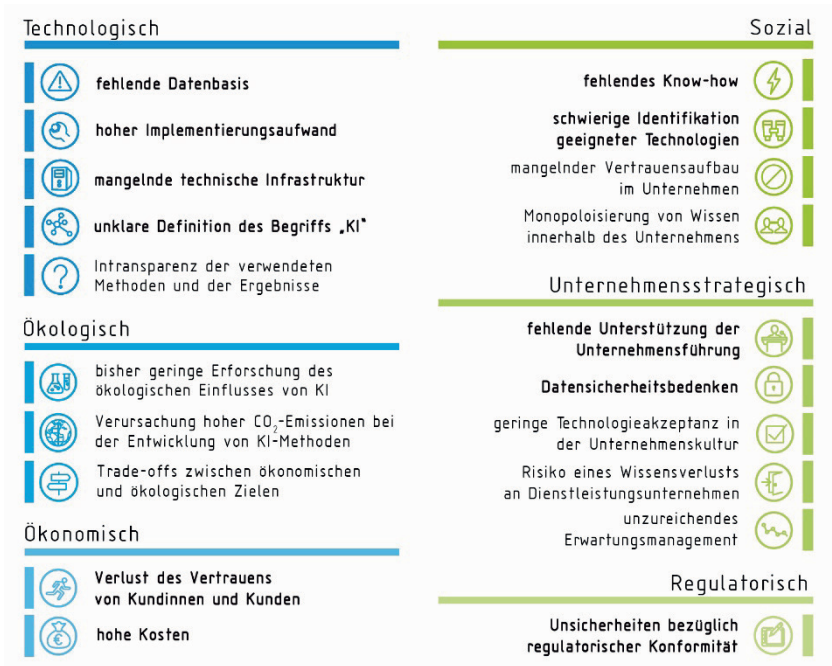 Technologisch
fehlende Datenbasis
hoher Implementierungsaufwand
mangelnde technische Infrastruktur
unklare Definition des Begriffs „KI“
Intransparenz der verwendeten
Methoden und der Ergebnisse
Ökologisch
bisher geringe Erforschung des
ökologischen Einflusses von KI
Verursachung hoher CO₂-Emissionen bei
der Entwicklung von KI-Methoden
Trade-offs zwischen ökonomischen
und ökologischen Zielen
Ökonomisch
Verlust des Vertrauens
von Kundinnen und Kunden
hohe Kosten
Sozial
fehlendes Know-how
schwierige Identifikation
geeigneter Technologien
mangelnder Vertrauensaufbau
im Unternehmen
Monopoloisierung von Wissen
innerhalb des Unternehmens
Unternehmensstrategisch
fehlende Unterstützung der
Unternehmensführung
Datensicherheitsbedenken
geringe Technologieakzeptanz in
der Unternehmenskultur
Risiko eines Wissensverlusts
an Dienstleistungsunternehmen
unzureichendes
Erwartungsmanagement
Regulatorisch
Unsicherheiten bezüglich
regulatorischer Konformität